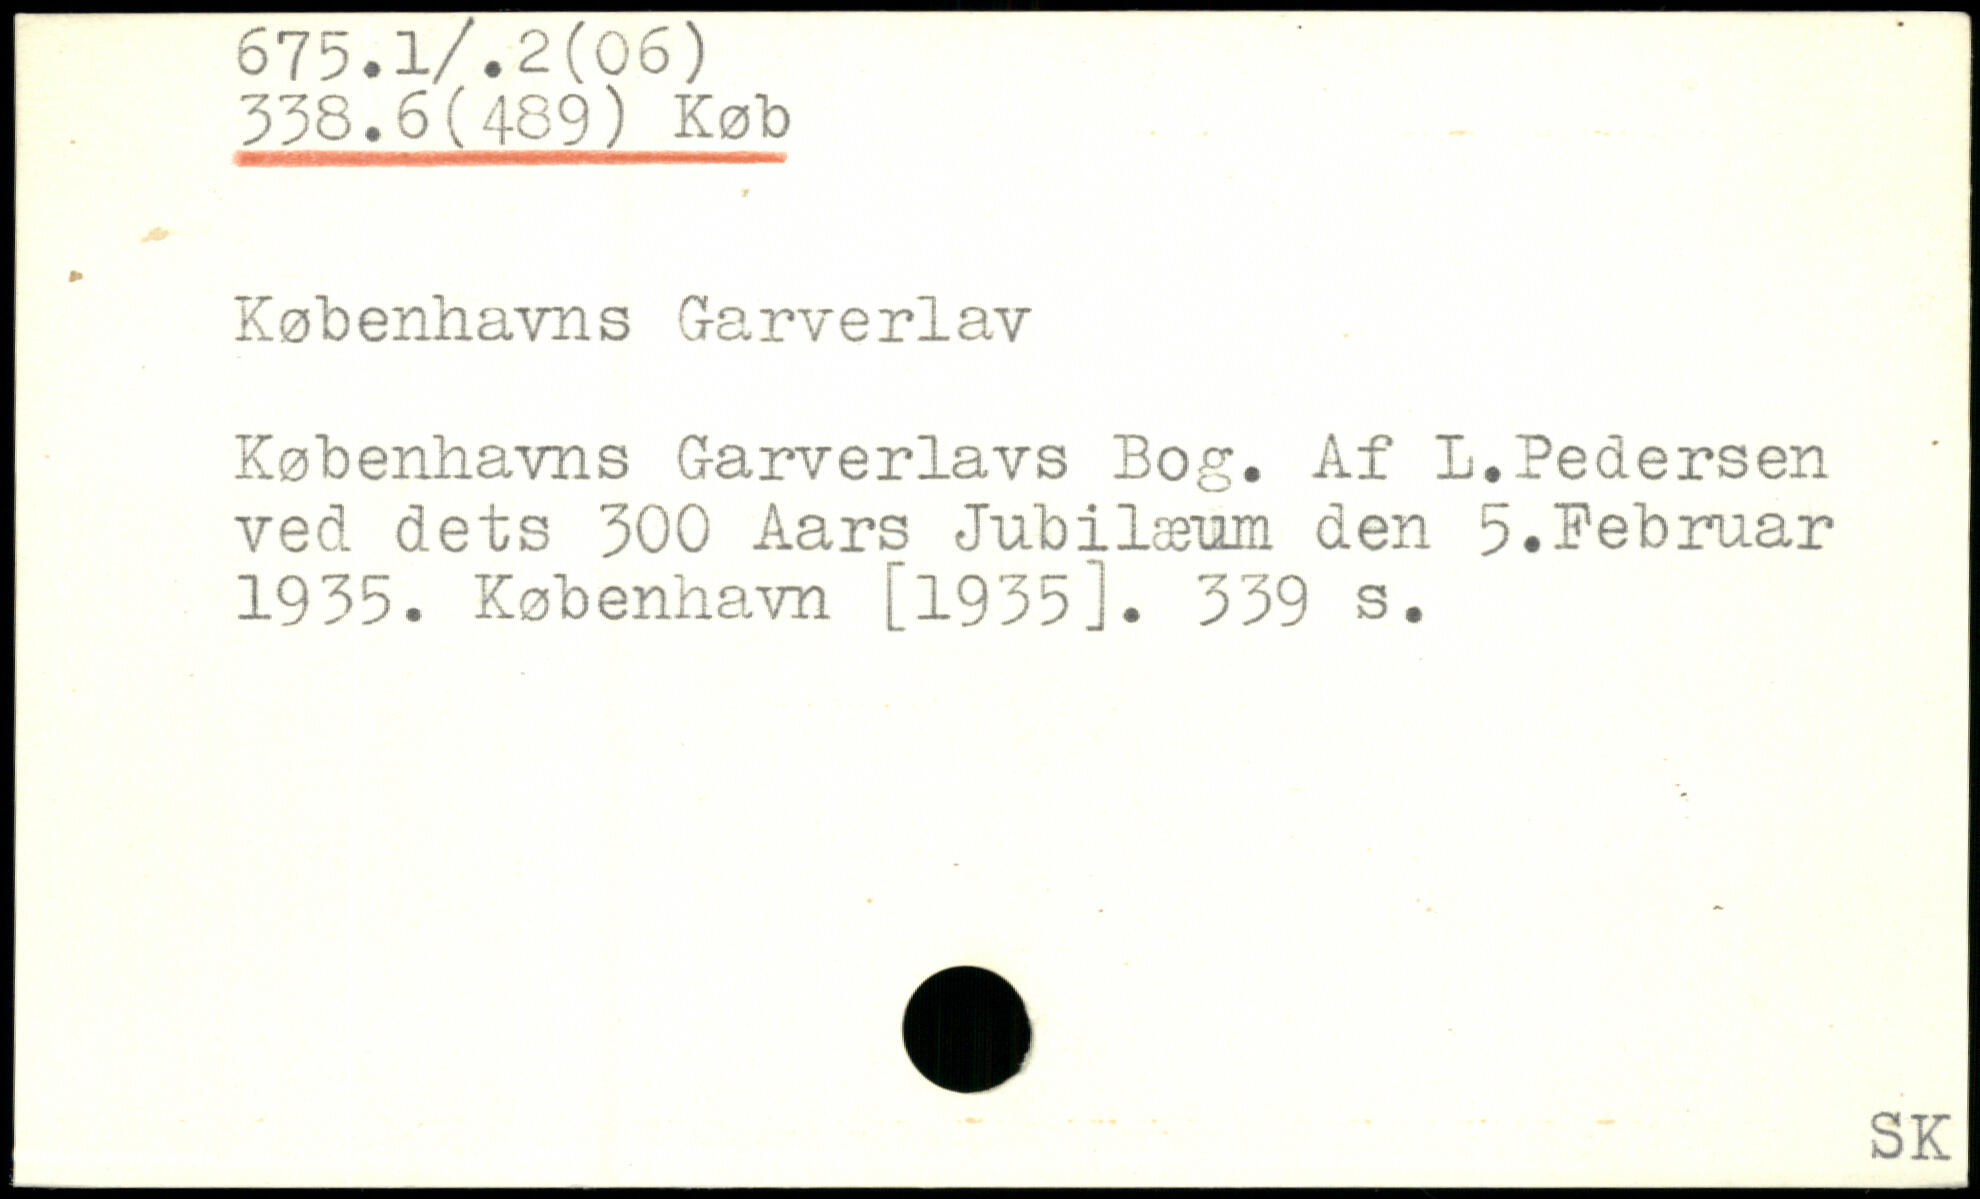 675.1/.2(06)
338.6(489) Køb
Københavns Garverlav
Københavns Garverlavs Bog. Af L.Pedersen
ved dets 300 Aars Jubilæum den 5.Februar
1935. København [1935]. 339 s.
SK